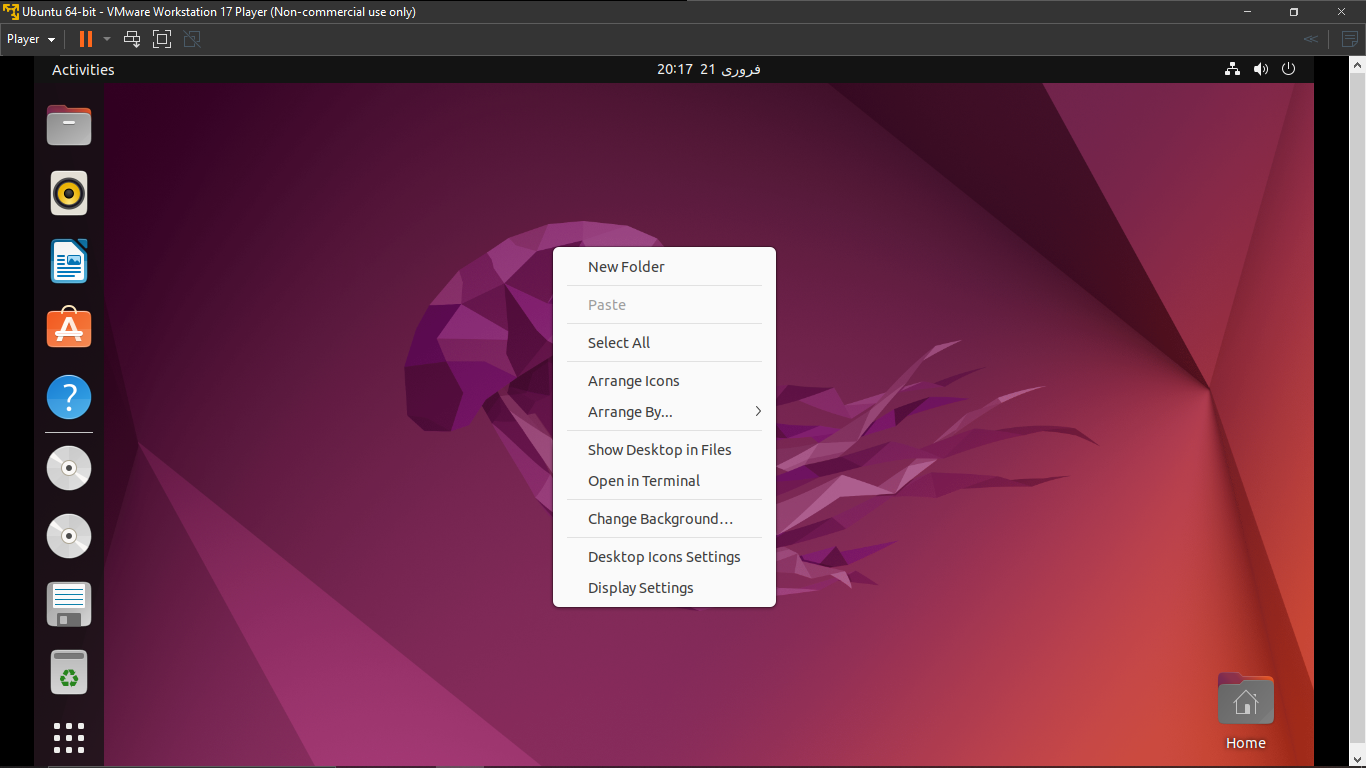 Ubuntu 64-bit - VMware Workstation 17 Player (Non-commercial use only)
Player
Activities
20:17 21 فروری
New Folder
Paste
Select All
Arrange Icons
Arrange By...
Show Desktop in Files
Open in Terminal
Change Background…
Desktop Icons Settings
Display Settings
Home